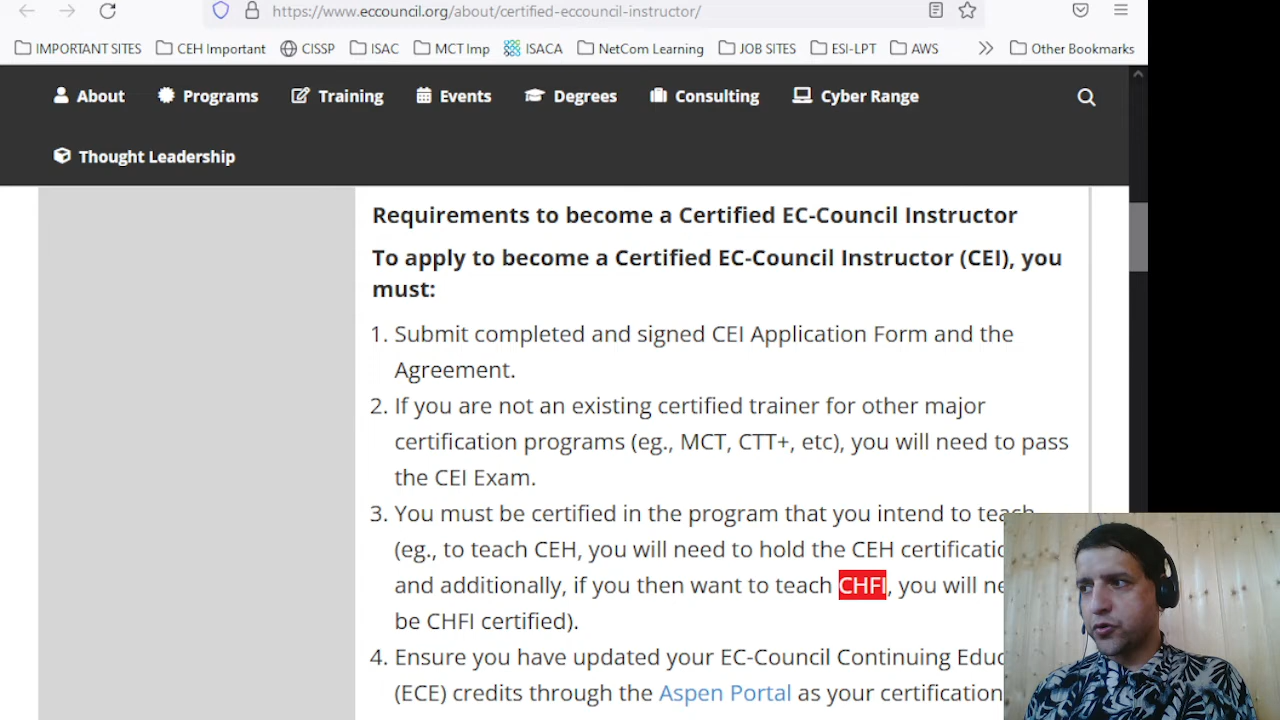 https://www.eccouncil.org/about/certified-eccouncil-instructor/
IMPORTANT SITES CEH Important CISSP ISAC MCT Imp ISACA NetCom Learning JOB SITES ESI-LPT AWS Other Bookmarks
About Programs Training Events Degrees Consulting Cyber Range
Thought Leadership
Requirements to become a Certified EC-Council Instructor
To apply to become a Certified EC-Council Instructor (CEI), you
must:
1. Submit completed and signed CEI Application Form and the
Agreement.
2. If you are not an existing certified trainer for other major
certification programs (eg., MCT, CTT+, etc), you will need to pass
the CEI Exam.
3. You must be certified in the program that you intend to teach
(eg., to teach CEH, you will need to hold the CEH
and additionally, if you then want to teach CHFI, you will
be CHFI certified).
4. Ensure you have updated your EC-Council Continuing
(ECE) credits through the Aspen Portal as your certification